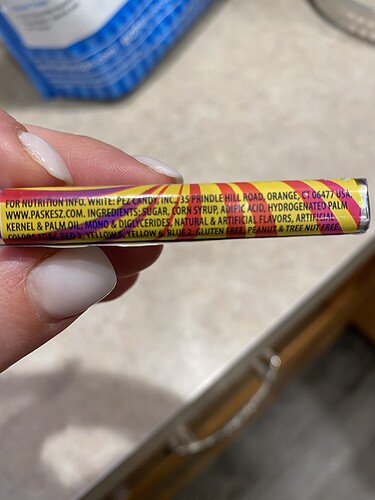 FOR NUTRITION INFO. WRITE: PEZ CANDY, INC. 35 PRINDLE HILL ROAD, ORANGE, CT 06477 USA.
WWW.PASKESZ.COM. INGREDIENTS: SUGAR, CORN SYRUP, ADIPIC ACID, HYDROGENATED PALM
KERNEL & PALM OIL, MONO & DIGLYCERIDES, NATURAL & ARTIFICIAL FLAVORS, ARTIFICIAL
COLORS FD&C RED 3, YELLOW 5, YELLOW 6, BLUE 2. GLUTEN FREE. PEANUT & TREE NUT FREE.